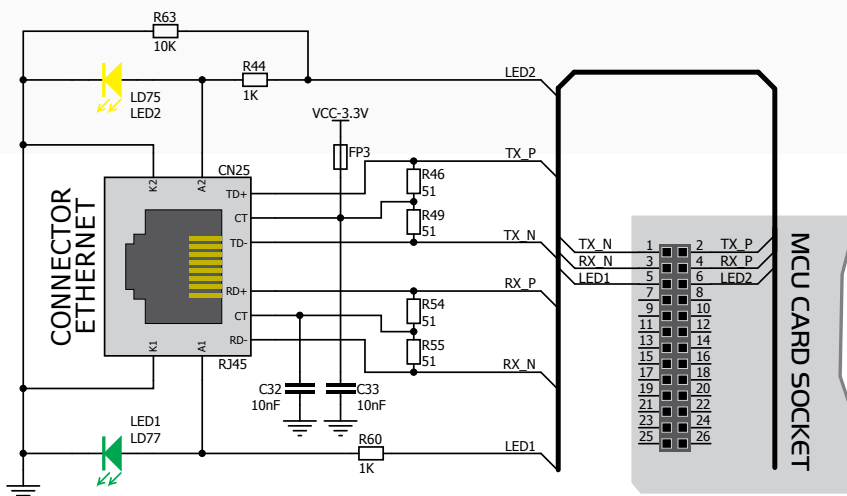 R63
10K
R44
1K
LED2
LD75
LED2
VCC-3.3V
FP3
CN25
K2
A2
TD+
CT
TD-
RD+
CT
RD-
K1
A1
RJ45
CONNECTOR
ETHERNET
TX_P
R46
51
R49
51
TX_N
RX_P
R54
51
R55
51
RX_N
C32
10nF
C33
10nF
LED1
LD77
R60
1K
LED1
TX_N 1 2 TX_P
RX_N 3 4 RX_P
LED1 5 6 LED2
7 8
9 10
11 12
13 14
15 16
17 18
19 20
21 22
23 24
25 26
MCU CARD SOCKET